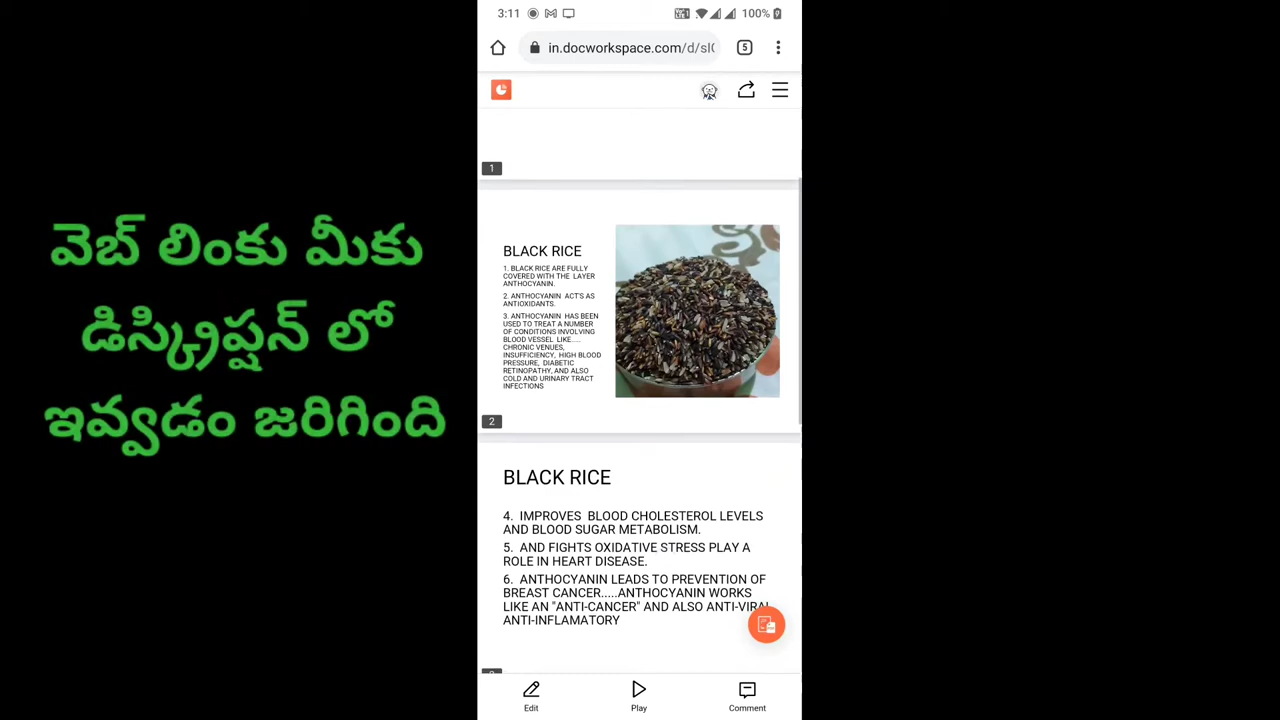 3:11
100%
in.docworkspace.com/d/sI
5
1
వెబ్ లింకు మీకు
డిస్క్రిప్షన్ లో
ఇవ్వడం జరిగింది
BLACK RICE
1. BLACK RICE ARE FULLY
COVERED WITH THE LAYER
ANTHOCYANIN.
2. ANTHOCYANIN ACT'S AS
ANTIOXIDANTS.
3. ANTHOCYANIN HAS BEEN
USED TO TREAT A NUMBER
OF CONDITIONS INVOLVING
BLOOD VESSEL LIKE.....
CHRONIC VENUES,
INSUFFICIENCY, HIGH BLOOD
PRESSURE, DIABETIC
RETINOPATHY, AND ALSO
COLD AND URINARY TRACT
INFECTIONS
2
BLACK RICE
4. IMPROVES BLOOD CHOLESTEROL LEVELS
AND BLOOD SUGAR METABOLISM.
5. AND FIGHTS OXIDATIVE STRESS PLAY A
ROLE IN HEART DISEASE.
6. ANTHOCYANIN LEADS TO PREVENTION OF
BREAST CANCER.....ANTHOCYANIN WORKS
LIKE AN "ANTI-CANCER" AND ALSO ANTI-VIRAL
ANTI-INFLAMATORY
Edit
Play
Comment